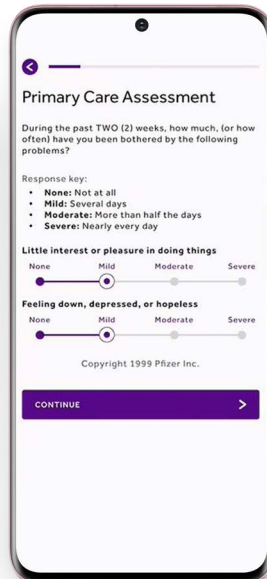 Primary Care Assessment
During the past TWO (2) weeks, how much, (or how
often) have you been bothered by the following
problems?
Response key:
• None: Not at all
• Mild: Several days
• Moderate: More than half the days
• Severe: Nearly every day
Little interest or pleasure in doing things
None Mild Moderate Severe
Feeling down, depressed, or hopeless
None Mild Moderate Severe
Copyright 1999 Pfizer Inc.
CONTINUE